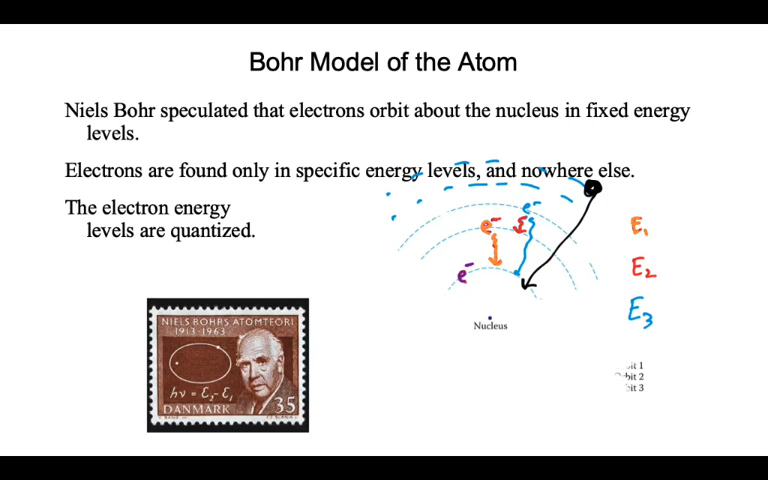 Bohr Model of the Atom
Niels Bohr speculated that electrons orbit about the nucleus in fixed energy
levels.
Electrons are found only in specific energy levels, and nowhere else.
The electron energy
levels are quantized.
e⁻
e⁻
e⁻
E₁
E₂
E₃
Nucleus
NIELS BOHRS ATOMTEORI
1913-1963
hν = E₂-E₁
DANMARK
35
bit 2